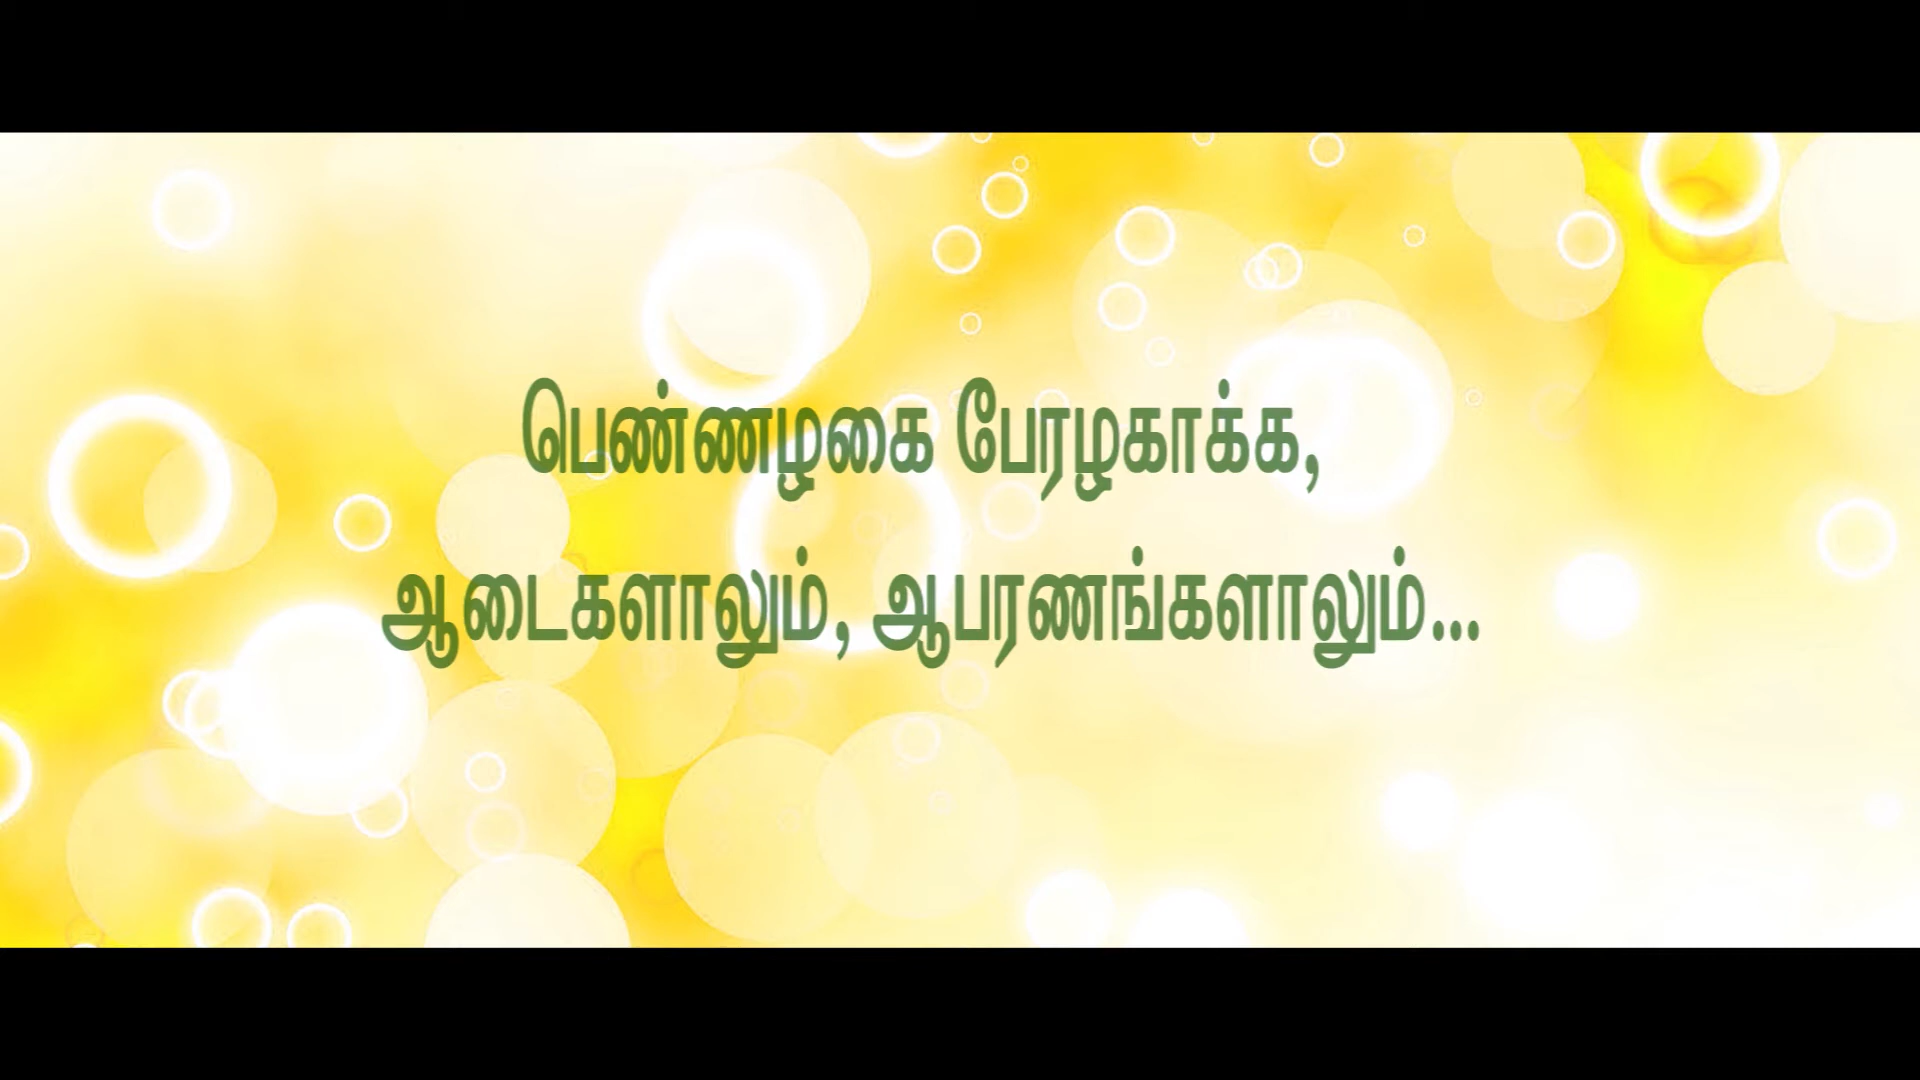 பெண்ணழகை பேரழகாக்க,
ஆடைகளாலும், ஆபரணங்களாலும்...